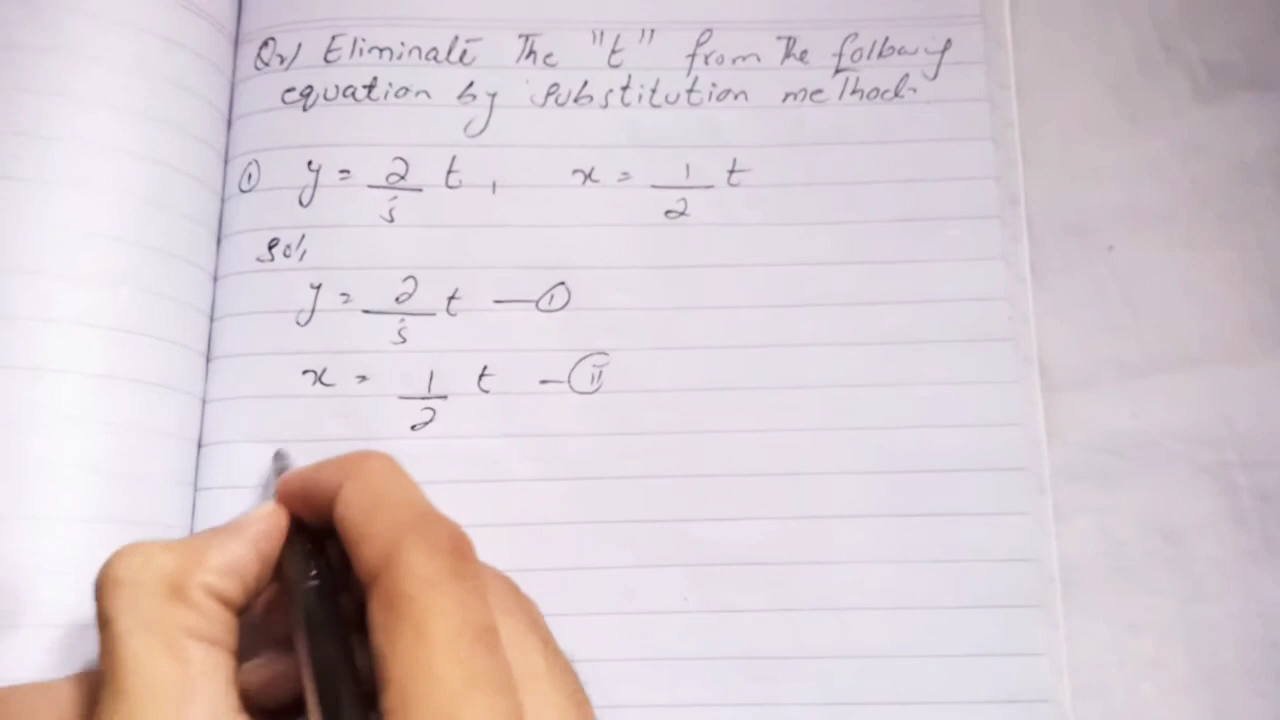 Q2/ Eliminate The "t" from The following
equation by substitution method.
① y = 2/5 t, x = 1/2 t
Sol,
y = 2/5 t — ①
x = 1/2 t — ⓘⓘ